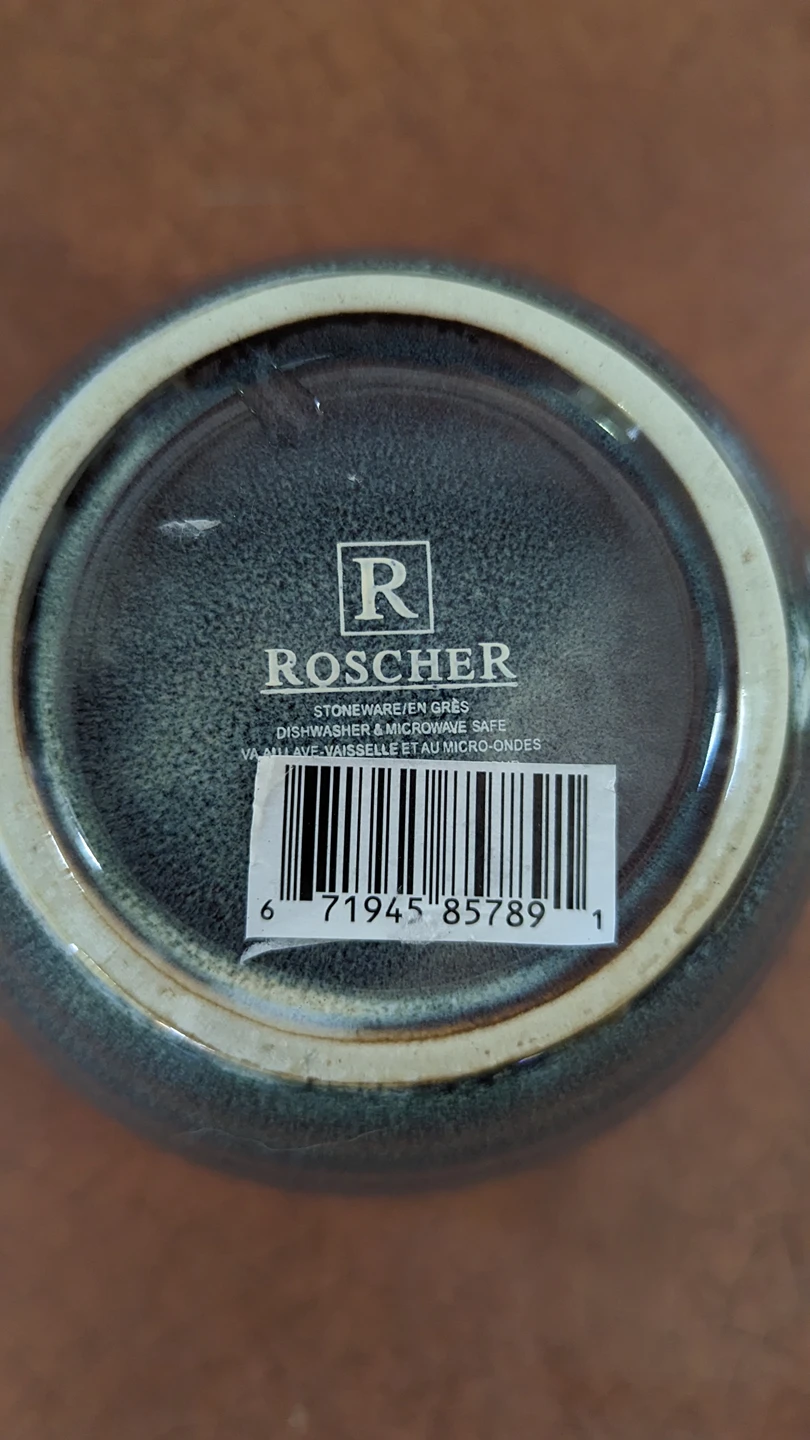 R
ROSCHER
STONEWARE/EN GRÈS
DISHWASHER & MICROWAVE SAFE
VA AU LAVE-VAISSELLE ET AU MICRO-ONDES
6 71945 85789 1